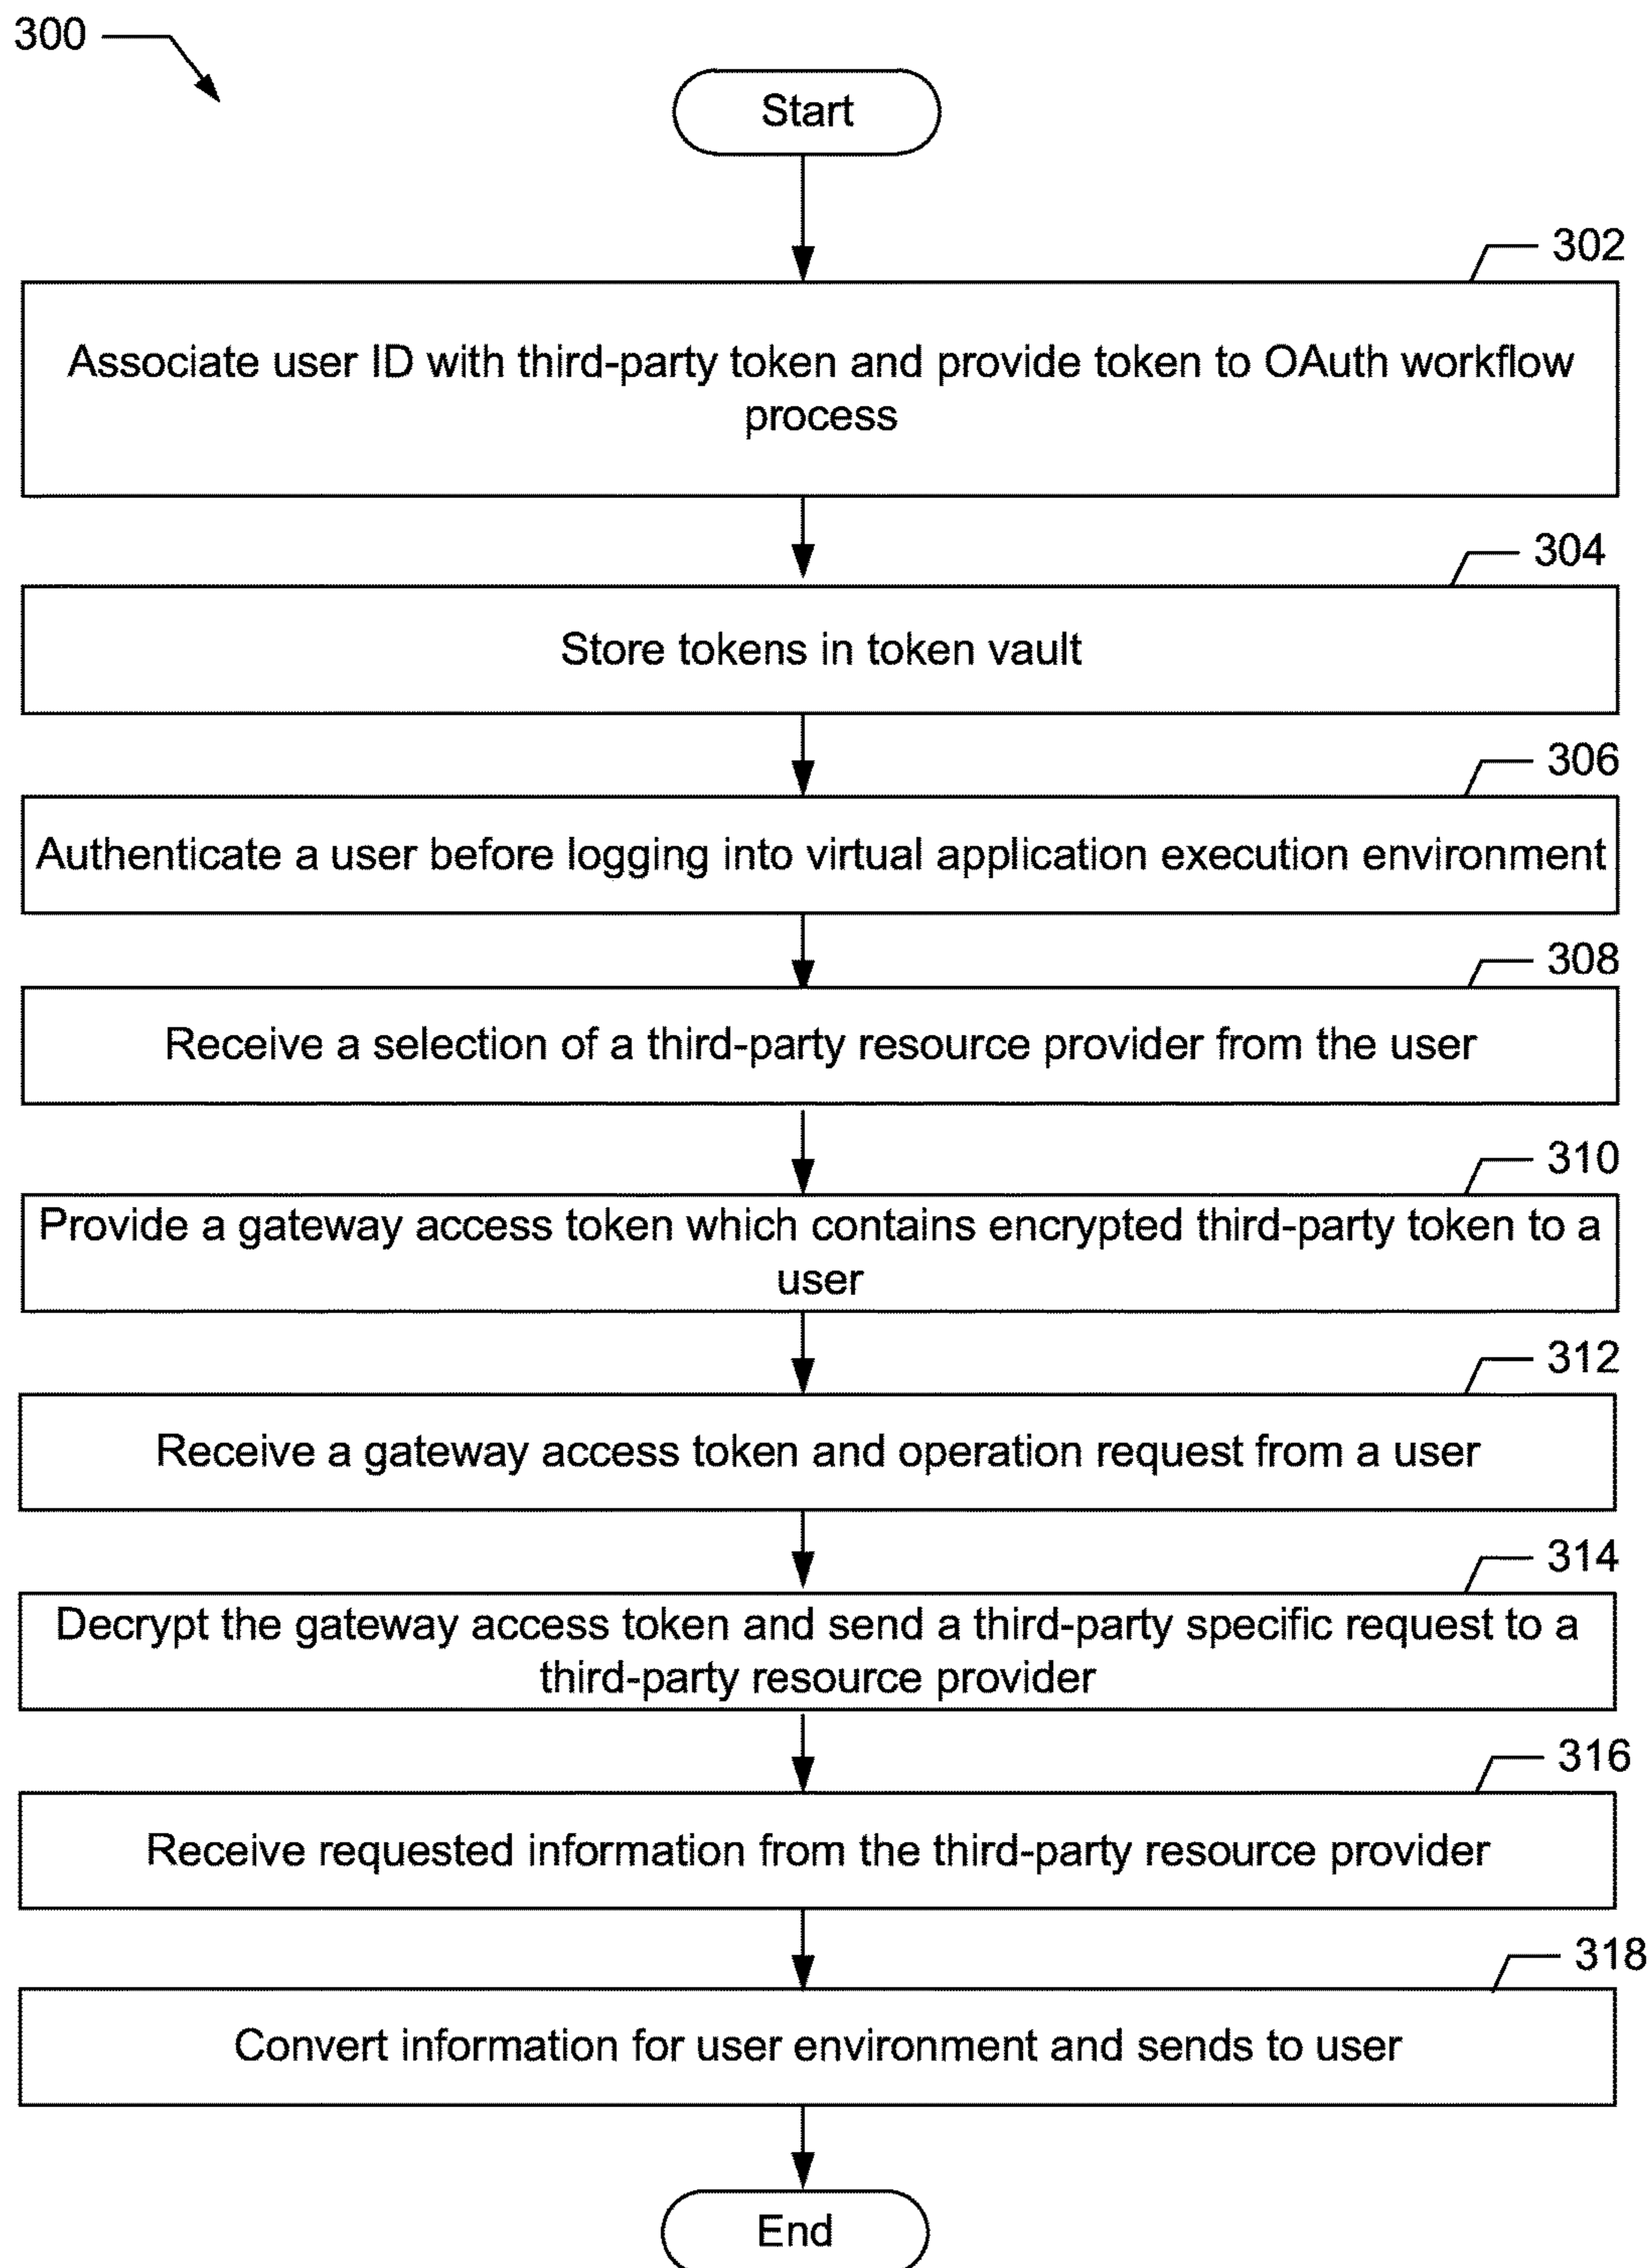 300
Start
302
Associate user ID with third-party token and provide token to OAuth workflow
process
304
Store tokens in token vault
306
Authenticate a user before logging into virtual application execution environment
308
Receive a selection of a third-party resource provider from the user
310
Provide a gateway access token which contains encrypted third-party token to a
user
312
Receive a gateway access token and operation request from a user
314
Decrypt the gateway access token and send a third-party specific request to a
third-party resource provider
316
Receive requested information from the third-party resource provider
318
Convert information for user environment and sends to user
End